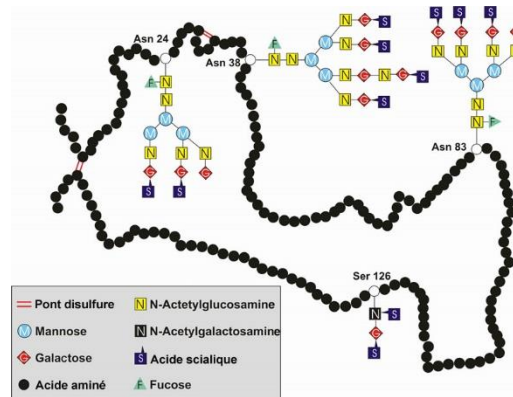 Asn 24
F N
N
M
M M
N N N
G G G
S S
Asn 38
F
N N M M M
N G S
N G S
N G N G S
N G S
S S S S
G G G G
N N N N
M M
M
N
N F
Asn 83
Ser 126
N S
G
S
Pont disulfure
N N-Actetylglucosamine
M Mannose
N N-Acetylgalactosamine
G Galactose
S Acide scialique
Acide aminé
F Fucose